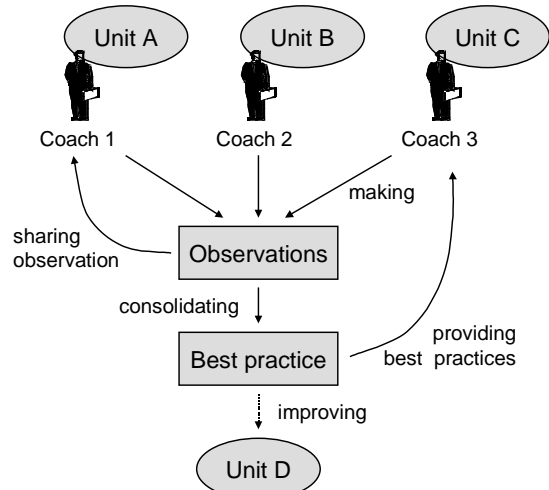 Unit A
Unit B
Unit C
Coach 1
Coach 2
Coach 3
making
sharing
observation
Observations
consolidating
Best practice
providing
best practices
improving
Unit D